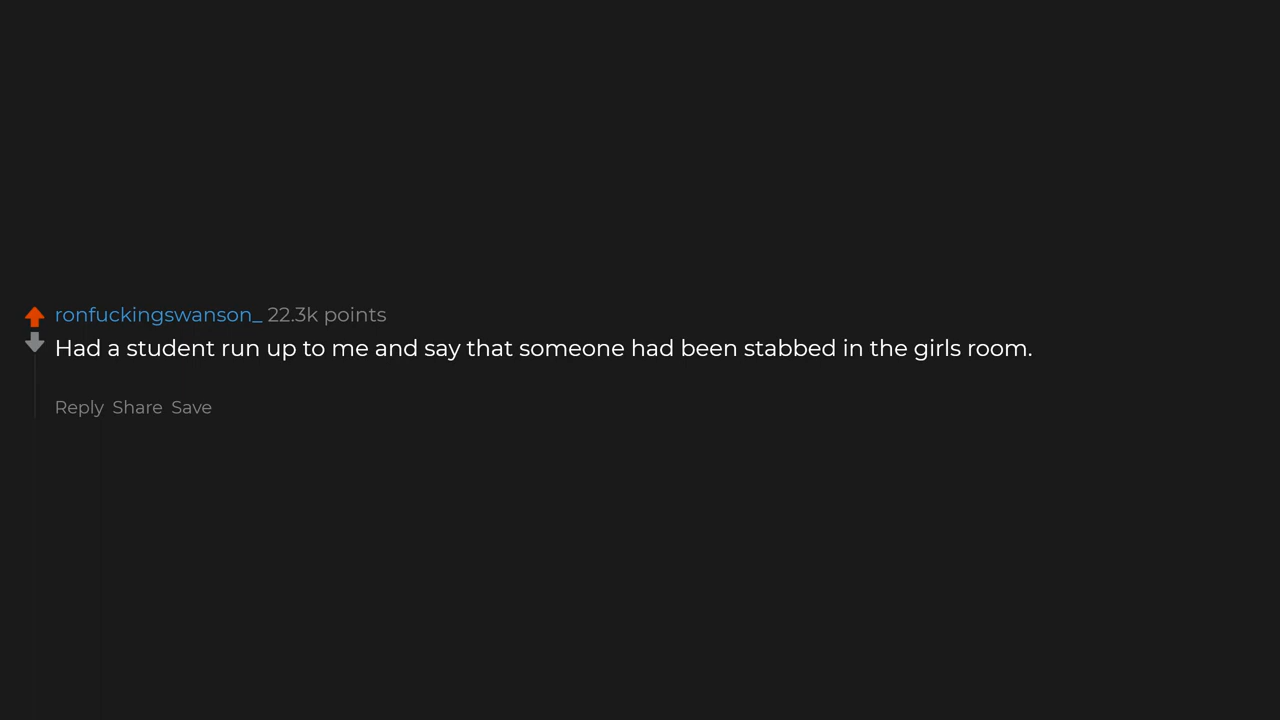 ronfuckingswanson_ 22.3k points
Had a student run up to me and say that someone had been stabbed in the girls room.
Reply Share Save